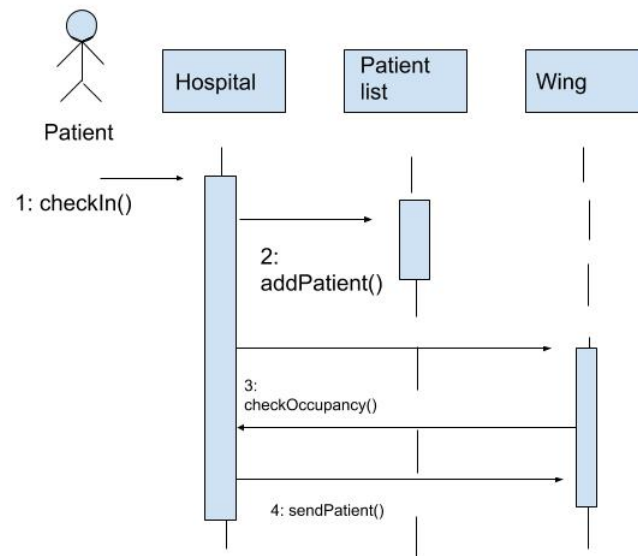 Hospital
Patient
list
Wing
Patient
1: checkIn()
2:
addPatient()
3:
checkOccupancy()
4: sendPatient()